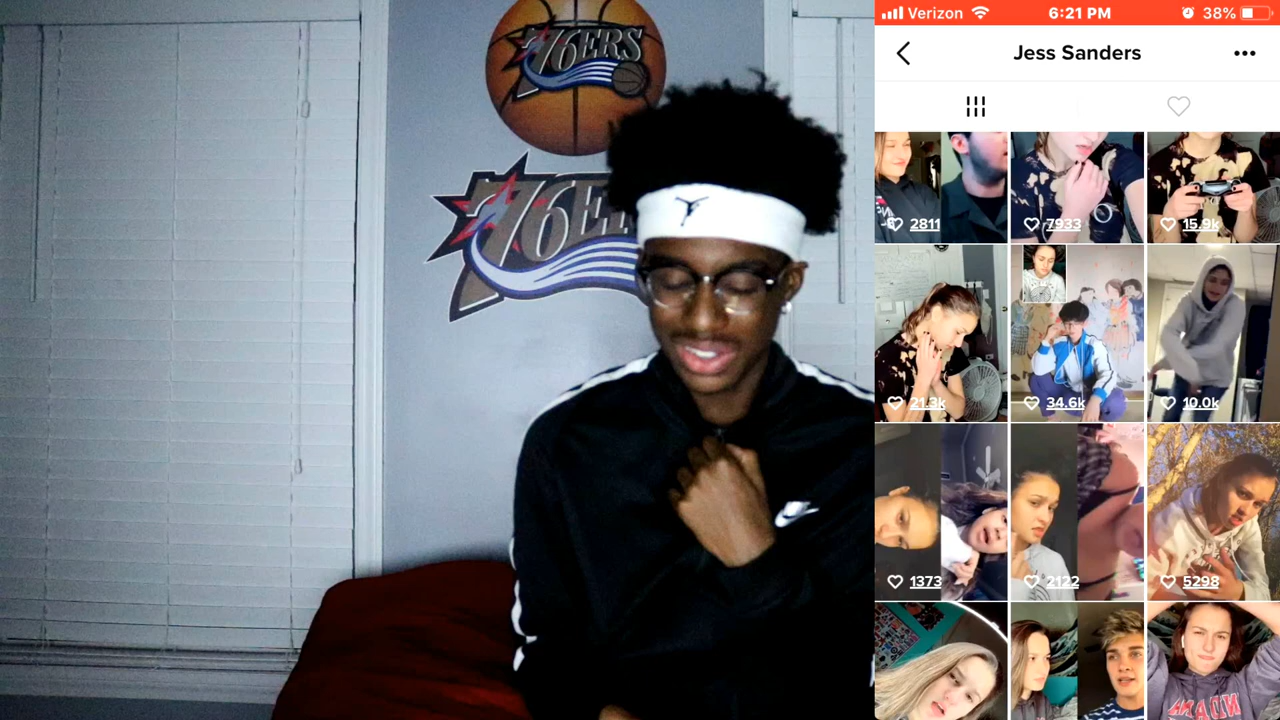 76ERS
76ERS
Verizon
6:21 PM
38%
Jess Sanders
2811
7933
15.9k
21.3k
34.6k
10.0k
1373
2122
5298